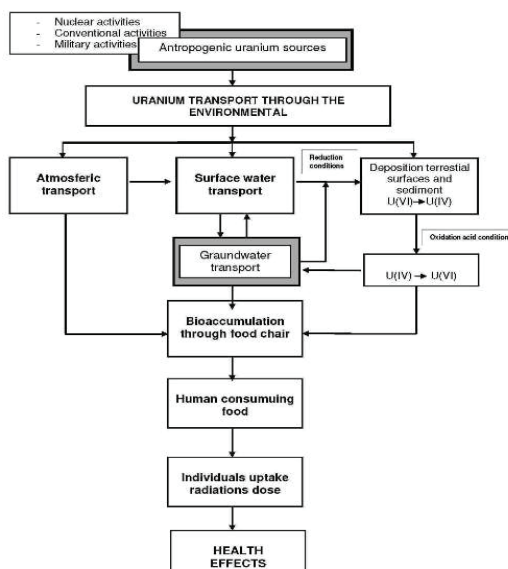 - Nuclear activities
- Conventional activities
- Military activities
Antropogenic uranium sources
URANIUM TRANSPORT THROUGH THE
ENVIRONMENTAL
Atmosferic
transport
Surface water
transport
Reduction
conditions
Deposition terrestial
surfaces and
sediment
U(VI)→U(IV)
Oxidation acid condition
Graundwater
transport
U(IV) → U(VI)
Bioaccumulation
through food chair
Human consumuing
food
Individuals uptake
radiations dose
HEALTH
EFFECTS